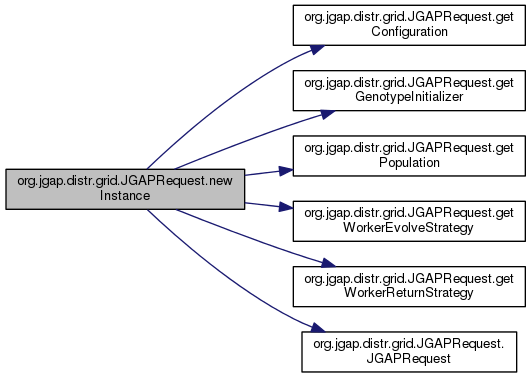 org.jgap.distr.grid.JGAPRequest.new
Instance
org.jgap.distr.grid.JGAPRequest.get
Configuration
org.jgap.distr.grid.JGAPRequest.get
GenotypeInitializer
org.jgap.distr.grid.JGAPRequest.get
Population
org.jgap.distr.grid.JGAPRequest.get
WorkerEvolveStrategy
org.jgap.distr.grid.JGAPRequest.get
WorkerReturnStrategy
org.jgap.distr.grid.JGAPRequest.
JGAPRequest